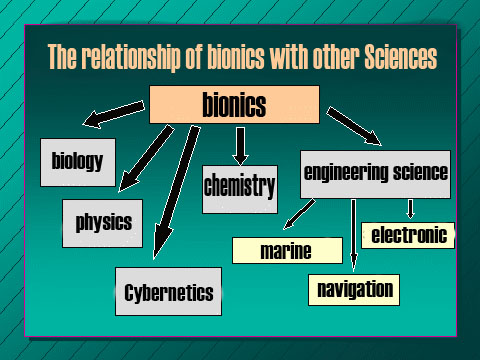 The relationship of bionics with other Sciences
bionics
biology
physics
Cybernetics
chemistry
engineering science
marine
navigation
electronic